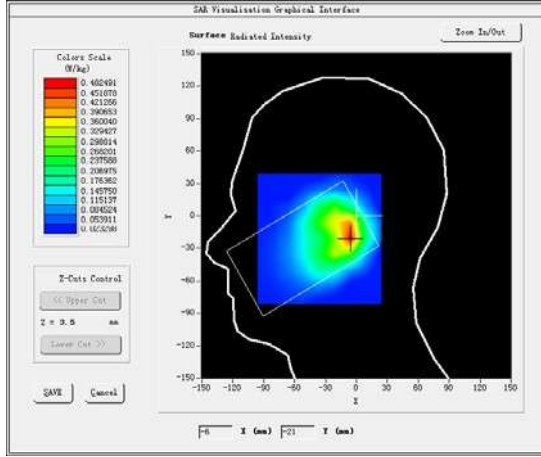 SAR Visualisation Graphical Interface
Surface Radiated Intensity
Zoom In/Out
Colors Scale
(W/kg)
0.482491
0.451878
0.421266
0.390653
0.360040
0.329427
0.298814
0.268201
0.237588
0.206975
0.176362
0.145750
0.115137
0.084524
0.053911
Z-Cuts Control
<< Upper Cut
Z = 3.5 mm
Lower Cut >>
SAVE
Cancel
150
120
90
60
30
0
-30
-60
-90
-120
-150
Y
-150 -120 -90 -60 -30 0 30 60 90 120 150
X
-6 X (mm) -21 Y (mm)